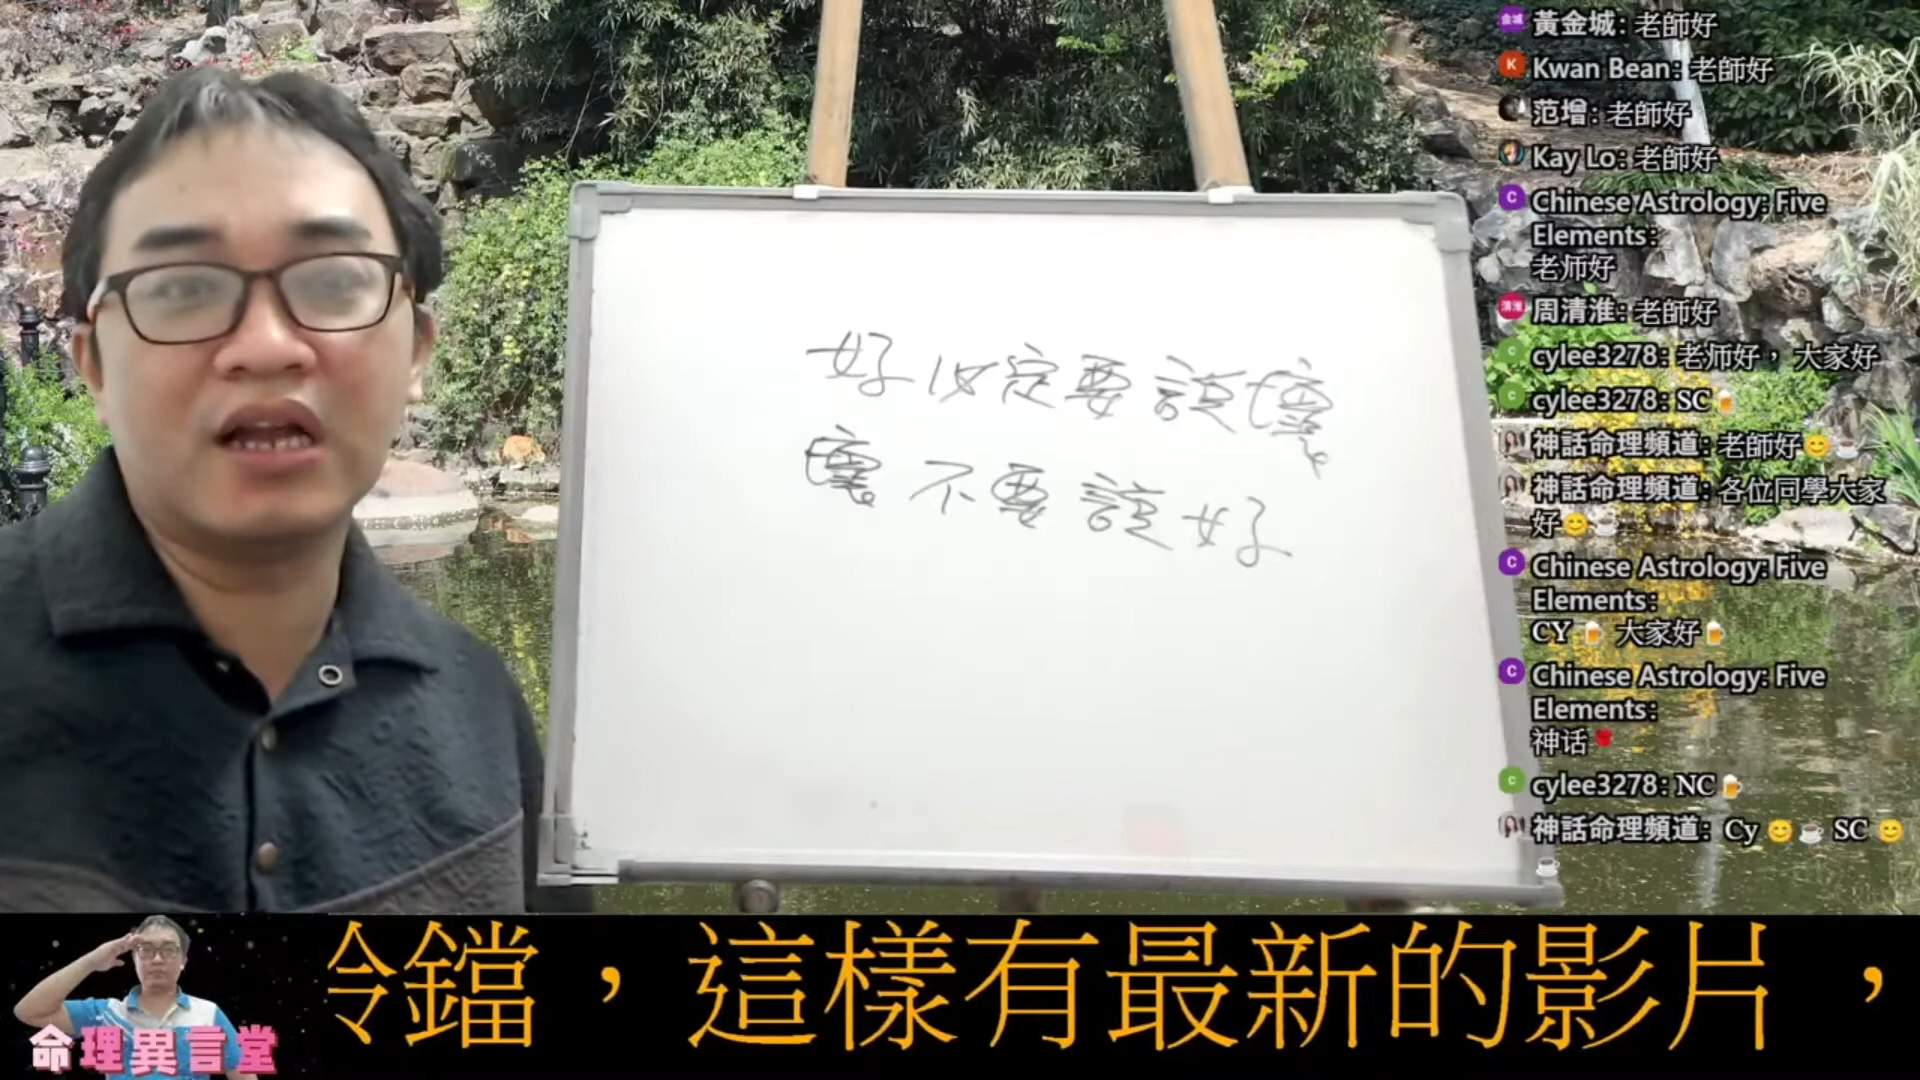 好必定要談壞
壞不要談好
黃金城: 老師好
Kwan Bean: 老師好
范增: 老師好
Kay Lo: 老師好
Chinese Astrology: Five
Elements:
老师好
周清淮: 老師好
cylee3278: 老师好，大家好
cylee3278: SC🍺
神話命理頻道: 老師好😊☕
神話命理頻道: 各位同學大家
好😊☕
Chinese Astrology: Five
Elements:
CY🍺 大家好🍺
Chinese Astrology: Five
Elements:
神话🌹
cylee3278: NC🍺
神話命理頻道: Cy 😊☕ SC 😊
☕
命理異言堂
鐺，這樣有最新的影片，